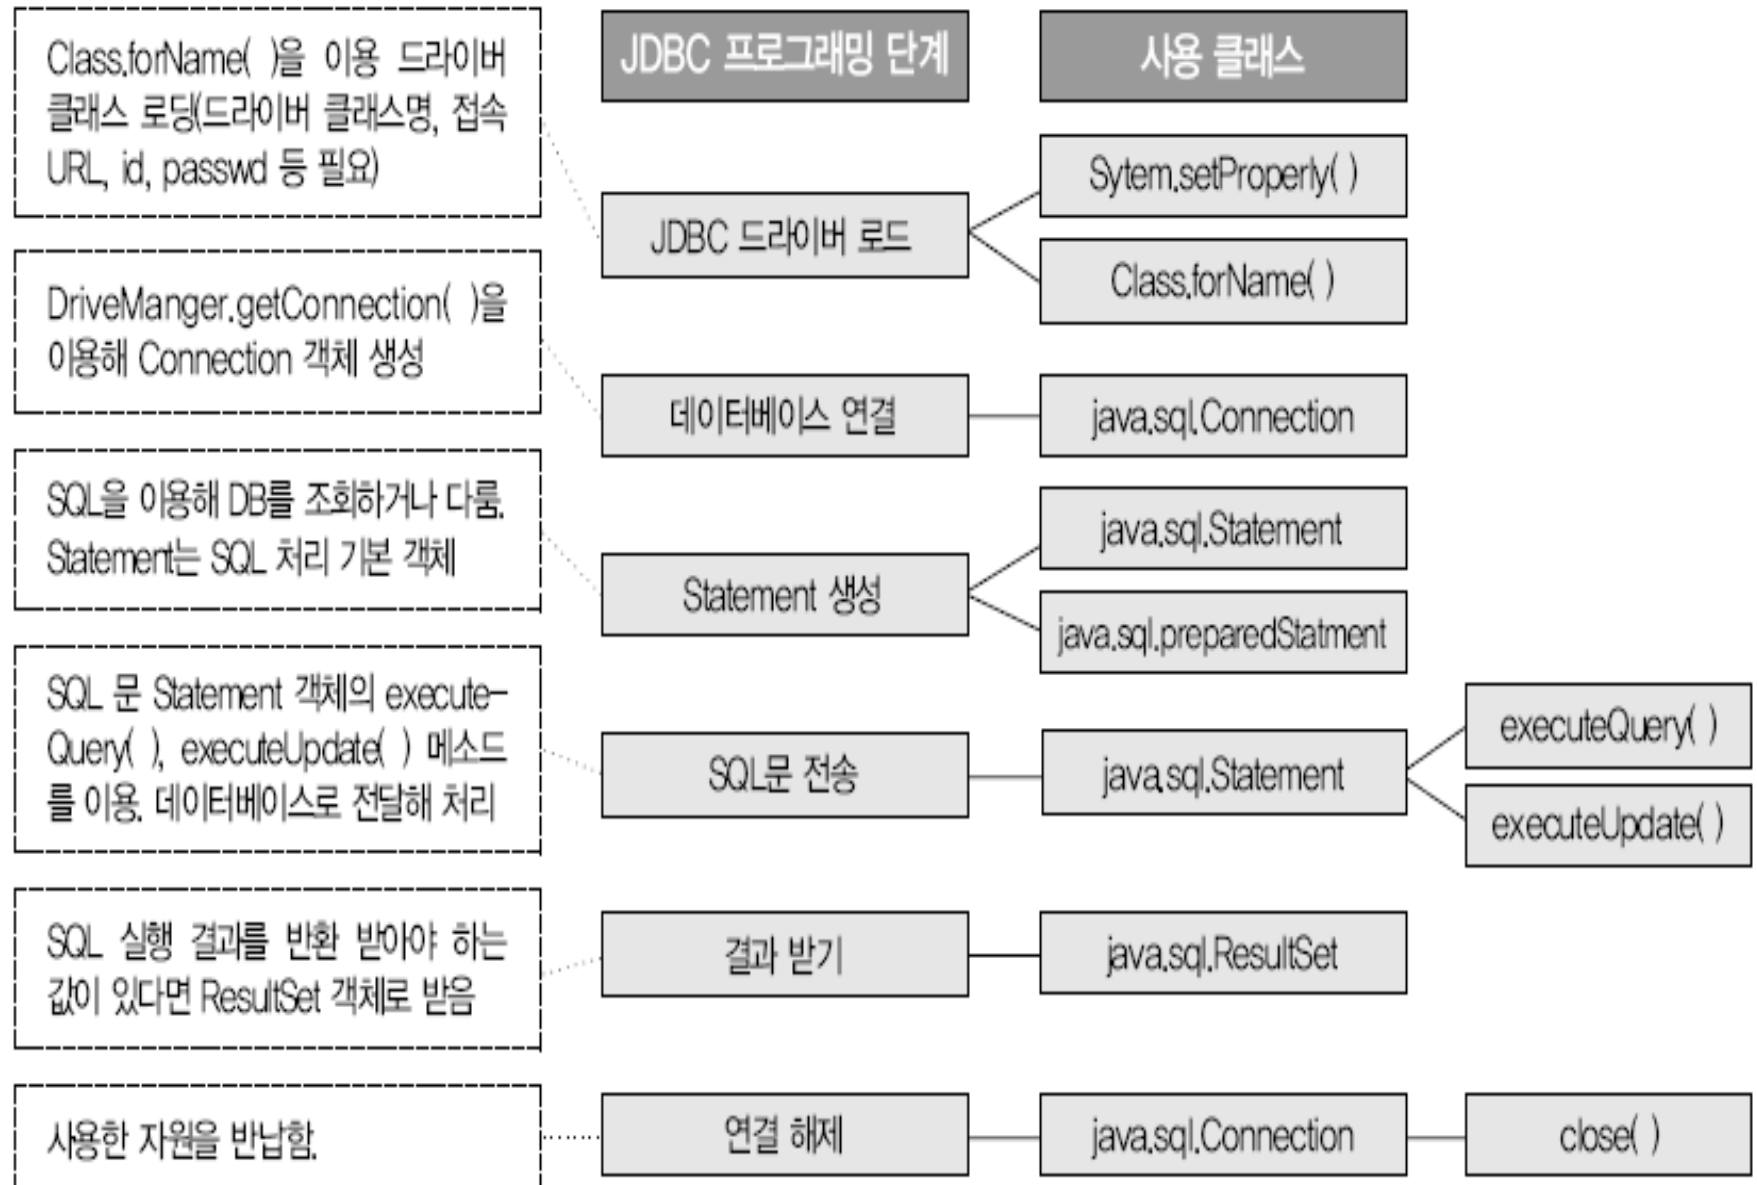 Class.forName( )을 이용 드라이버
클래스 로딩(드라이버 클래스명, 접속
URL, id, passwd 등 필요)
DriveManger.getConnection( )을
이용해 Connection 객체 생성
SQL을 이용해 DB를 조회하거나 다룸.
Statement는 SQL 처리 기본 객체
SQL 문 Statement 객체의 execute-
Query( ), executeUpdate( ) 메소드
를 이용. 데이터베이스로 전달해 처리
SQL 실행 결과를 반환 받아야 하는
값이 있다면 ResultSet 객체로 받음
사용한 자원을 반납함.
JDBC 프로그래밍 단계
사용 클래스
JDBC 드라이버 로드
Sytem.setProperly( )
Class.forName( )
데이터베이스 연결
java.sql.Connection
Statement 생성
java.sql.Statement
java.sql.preparedStatment
SQL문 전송
java.sql.Statement
executeQuery( )
executeUpdate( )
결과 받기
java.sql.ResultSet
연결 해제
java.sql.Connection
close( )